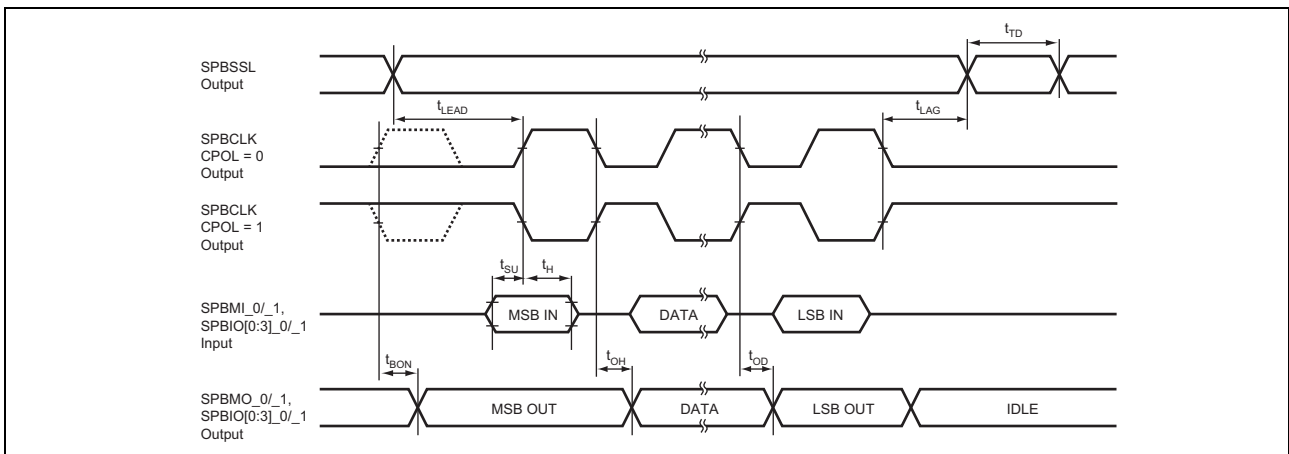 t_TD
SPBSSL
Output
t_LEAD
t_LAG
SPBCLK
CPOL = 0
Output
SPBCLK
CPOL = 1
Output
t_SU
t_H
SPBMI_0/_1,
SPBIO[0:3]_0/_1
Input
MSB IN
DATA
LSB IN
t_BON
t_OH
t_OD
SPBMO_0/_1,
SPBIO[0:3]_0/_1
Output
MSB OUT
DATA
LSB OUT
IDLE